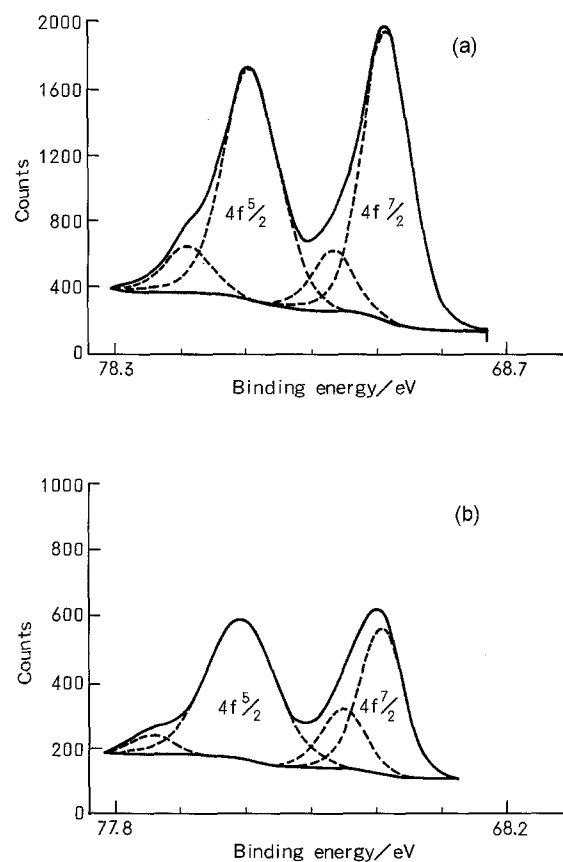 2000
(a)
1600
1200
800
400
0
Counts
4f 5/2
4f 7/2
78.3
68.7
Binding energy/eV
1000
(b)
800
600
400
200
0
Counts
4f 5/2
4f 7/2
77.8
68.2
Binding energy/eV